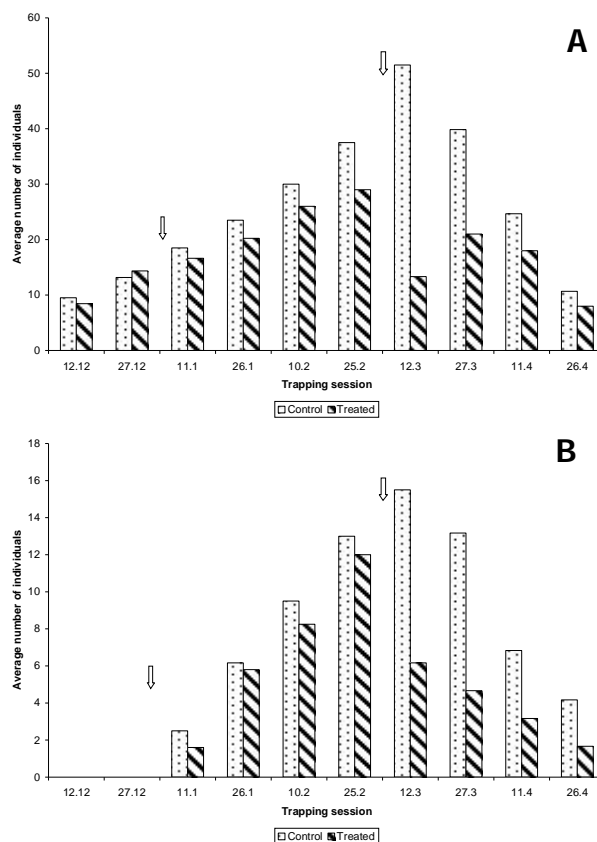 A
Average number of individuals
60
50
40
30
20
10
0
12.12 27.12 11.1 26.1 10.2 25.2 12.3 27.3 11.4 26.4
Trapping session
Control Treated
B
Average number of individuals
18
16
14
12
10
8
6
4
2
0
12.12 27.12 11.1 26.1 10.2 25.2 12.3 27.3 11.4 26.4
Trapping session
Control Treated